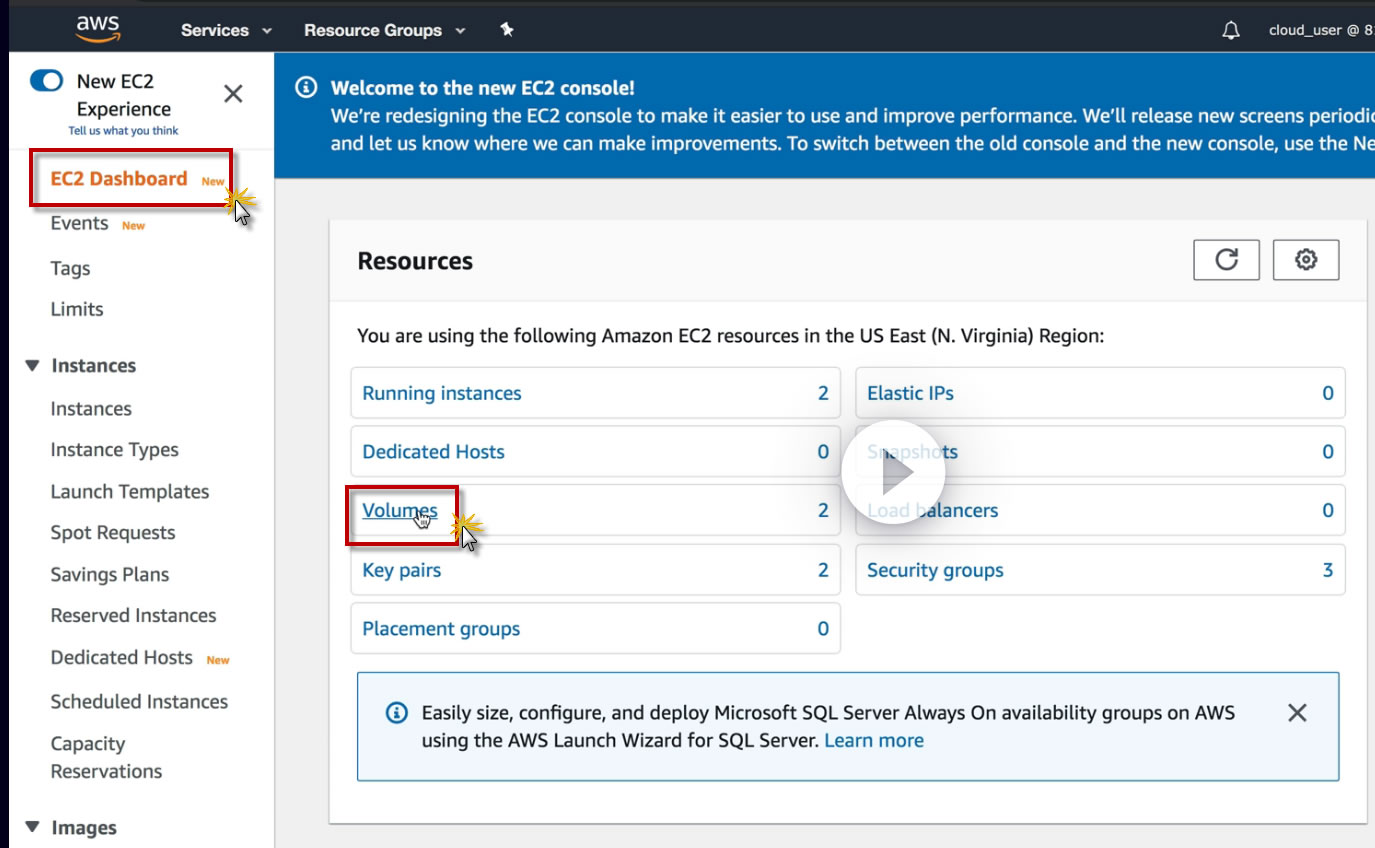 aws
Services
Resource Groups
cloud_user @ 8
New EC2
Experience
Tell us what you think
EC2 Dashboard New
Events New
Tags
Limits
Instances
Instances
Instance Types
Launch Templates
Spot Requests
Savings Plans
Reserved Instances
Dedicated Hosts New
Scheduled Instances
Capacity
Reservations
Images
Welcome to the new EC2 console!
We're redesigning the EC2 console to make it easier to use and improve performance. We'll release new screens periodic
and let us know where we can make improvements. To switch between the old console and the new console, use the Ne
Resources
You are using the following Amazon EC2 resources in the US East (N. Virginia) Region:
Running instances 2
Elastic IPs 0
Dedicated Hosts 0
Snapshots 0
Volumes 2
Load balancers 0
Key pairs 2
Security groups 3
Placement groups 0
Easily size, configure, and deploy Microsoft SQL Server Always On availability groups on AWS
using the AWS Launch Wizard for SQL Server. Learn more